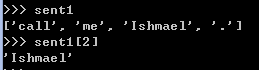 >>> sent1
['call', 'me', 'Ishmael', '.']
>>> sent1[2]
'Ishmael'